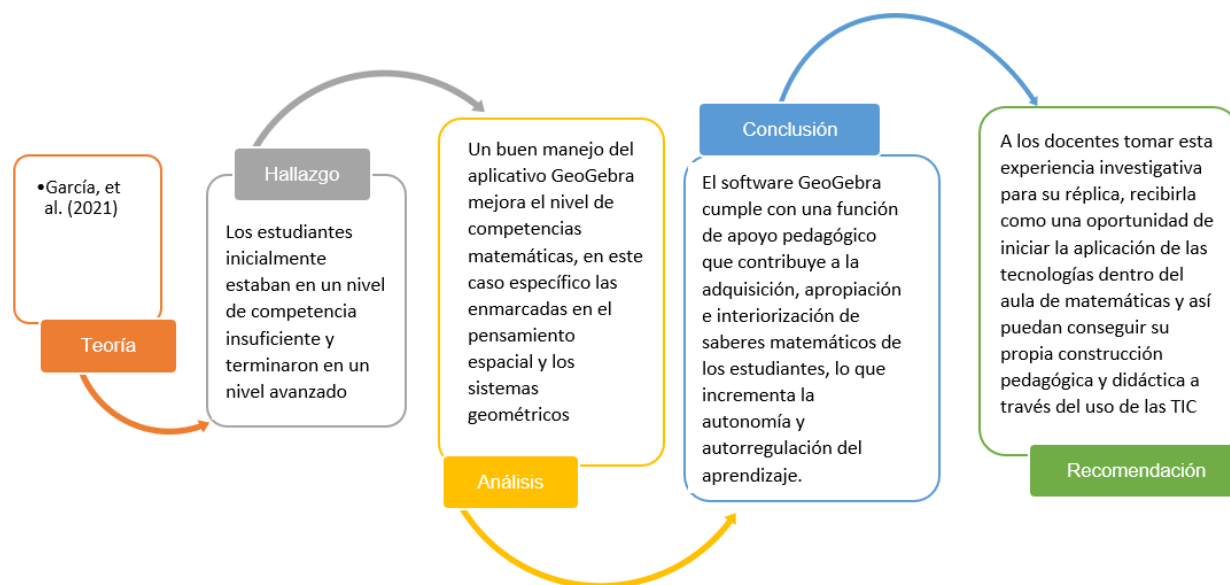 •García, et
al. (2021)
Teoría
Hallazgo
Los estudiantes
inicialmente
estaban en un nivel
de competencia
insuficiente y
terminaron en un
nivel avanzado
Un buen manejo del
aplicativo GeoGebra
mejora el nivel de
competencias
matemáticas, en este
caso específico las
enmarcadas en el
pensamiento
espacial y los
sistemas
geométricos
Análisis
Conclusión
El software GeoGebra
cumple con una función
de apoyo pedagógico
que contribuye a la
adquisición, apropiación
e interiorización de
saberes matemáticos de
los estudiantes, lo que
incrementa la
autonomía y
autorregulación del
aprendizaje.
A los docentes tomar esta
experiencia investigativa
para su réplica, recibirla
como una oportunidad de
iniciar la aplicación de las
tecnologías dentro del
aula de matemáticas y así
puedan conseguir su
propia construcción
pedagógica y didáctica a
través del uso de las TIC
Recomendación